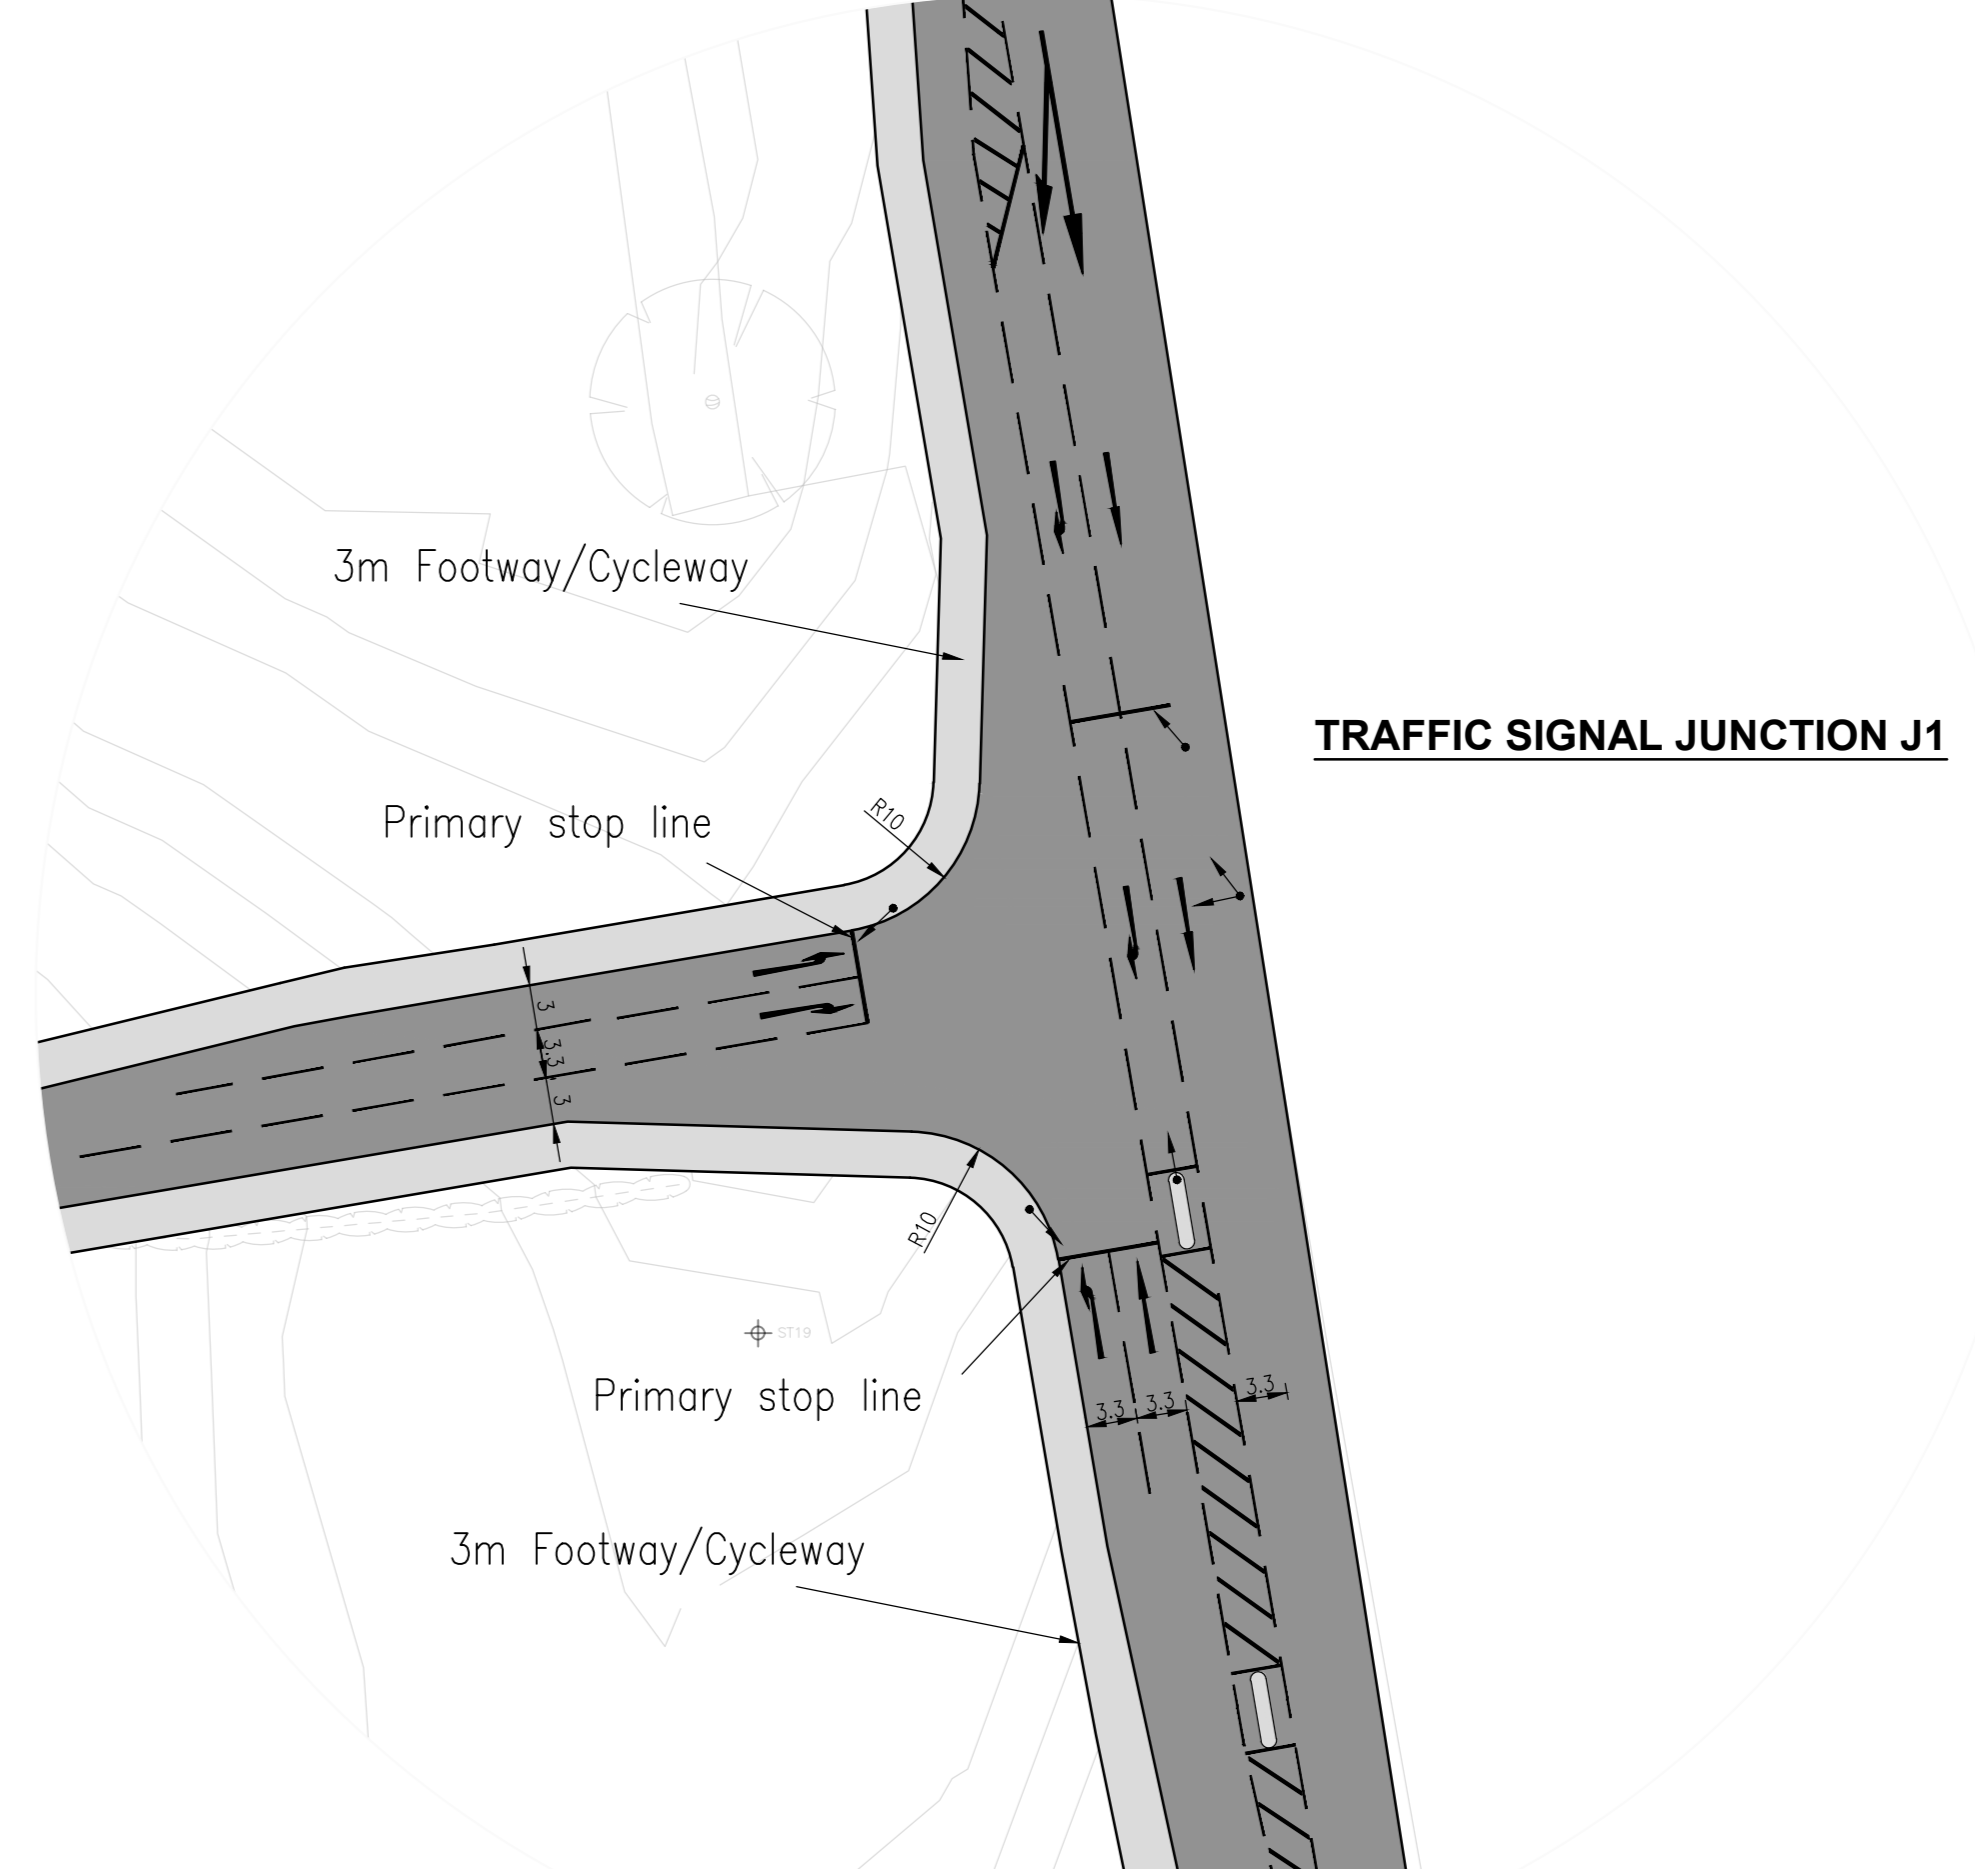 3m Footway/Cycleway
TRAFFIC SIGNAL JUNCTION J1
Primary stop line
R10
3
3.3
3
R10
ST19
Primary stop line
3.3
3.3
3.3
3m Footway/Cycleway